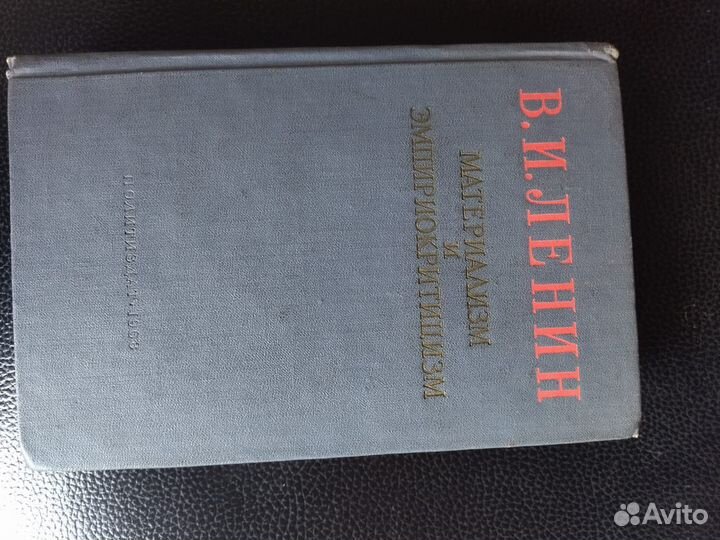 В. И. ЛЕНИН
МАТЕРИАЛИЗМ
И
ЭМПИРИОКРИТИЦИЗМ
ПОЛИТИЗДАТ·1968
Avito